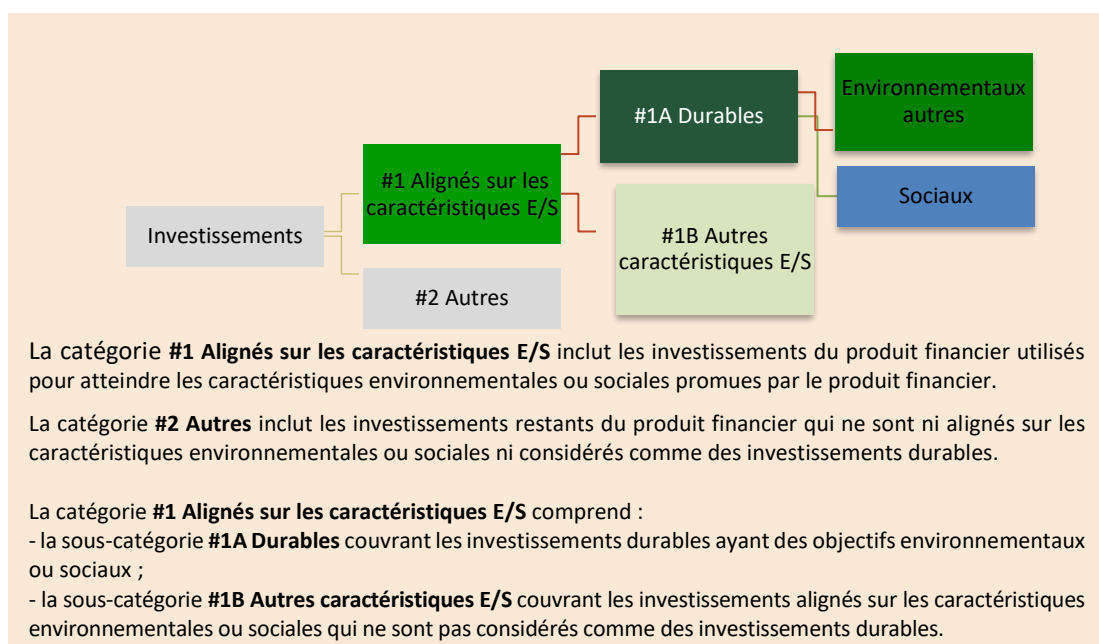 Environnementaux
autres
#1A Durables
#1 Alignés sur les
caractéristiques E/S
Sociaux
Investissements
#1B Autres
caractéristiques E/S
#2 Autres
La catégorie #1 Alignés sur les caractéristiques E/S inclut les investissements du produit financier utilisés
pour atteindre les caractéristiques environnementales ou sociales promues par le produit financier.
La catégorie #2 Autres inclut les investissements restants du produit financier qui ne sont ni alignés sur les
caractéristiques environnementales ou sociales ni considérés comme des investissements durables.
La catégorie #1 Alignés sur les caractéristiques E/S comprend :
- la sous-catégorie #1A Durables couvrant les investissements durables ayant des objectifs environnementaux
ou sociaux ;
- la sous-catégorie #1B Autres caractéristiques E/S couvrant les investissements alignés sur les caractéristiques
environnementales ou sociales qui ne sont pas considérés comme des investissements durables.